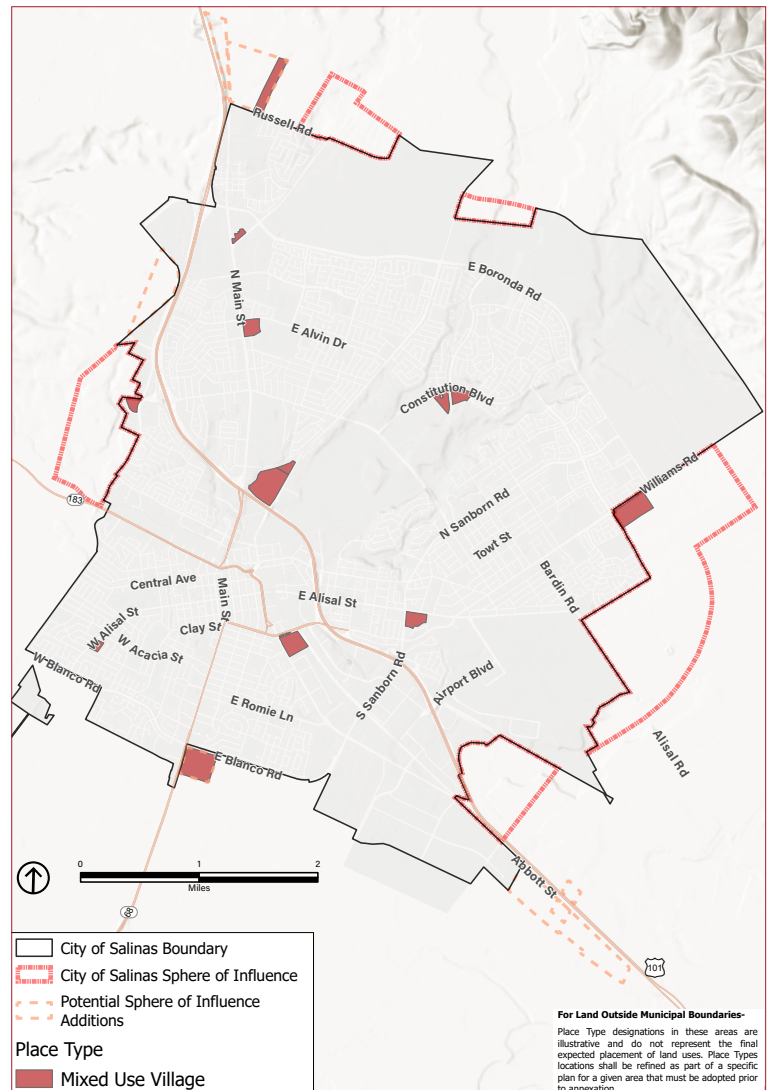 Russell Rd
E Boronda Rd
N Main St
E Alvin Dr
Constitution Blvd
Williams Rd
183
N Sanborn Rd
Towt St
Bardin Rd
Central Ave
Main St
E Alisal St
W Alisal St
Clay St
W Acacia St
W Blanco Rd
S Sanborn Rd
Airport Blvd
E Romie Ln
Alisal Rd
E Blanco Rd
0 1 2
Miles
Abbott St
68
101
City of Salinas Boundary
City of Salinas Sphere of Influence
Potential Sphere of Influence
Additions
Place Type
Mixed Use Village
For Land Outside Municipal Boundaries-
Place Type designations in these areas are
illustrative and do not represent the final
expected placement of land uses. Place Types
locations shall be refined as part of a specific
plan for a given area that must be adopted prior
to annexation